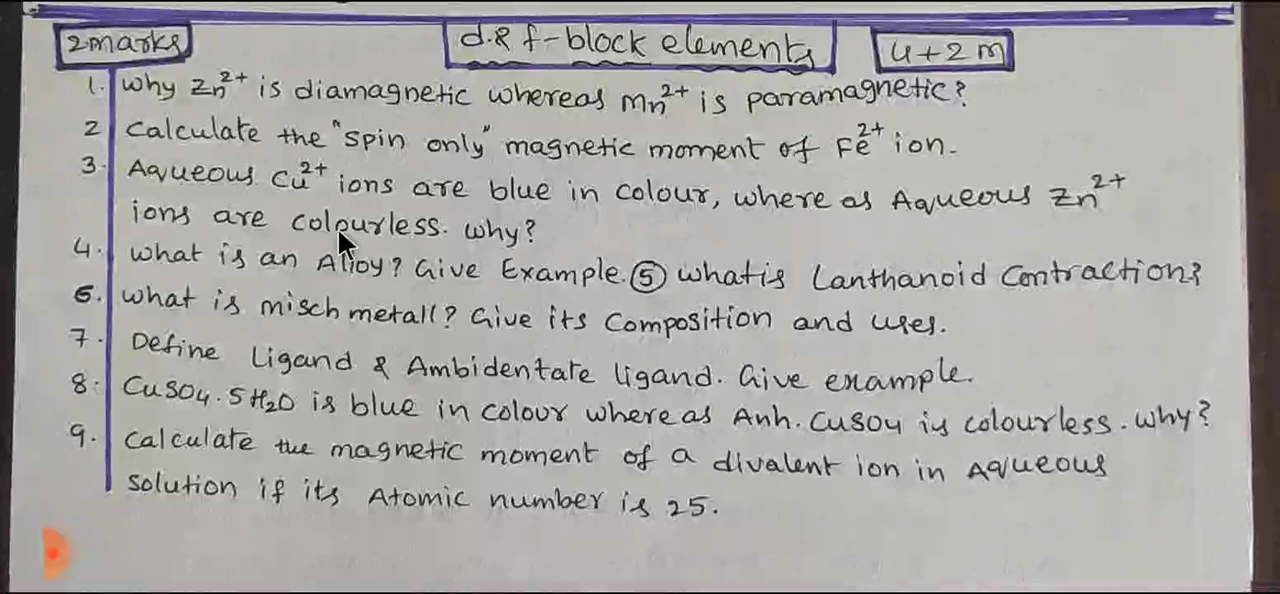 2 marks d & f-block elements 4+2 m
1. why Zn²⁺ is diamagnetic whereas Mn²⁺ is paramagnetic?
2 Calculate the "spin only" magnetic moment of Fe²⁺ ion.
3. Aqueous Cu²⁺ ions are blue in colour, where as Aqueous Zn²⁺
ions are colourless. why?
4. what is an Alloy? Give Example. ⑤ what is Lanthanoid Contraction?
6. what is misch metall? Give its Composition and uses.
7. Define Ligand & Ambidentate ligand. Give example.
8. CuSO4.5H2O is blue in colour where as Anh. CuSO4 is colourless. why?
9. Calculate the magnetic moment of a divalent ion in Aqueous
Solution if its Atomic number is 25.